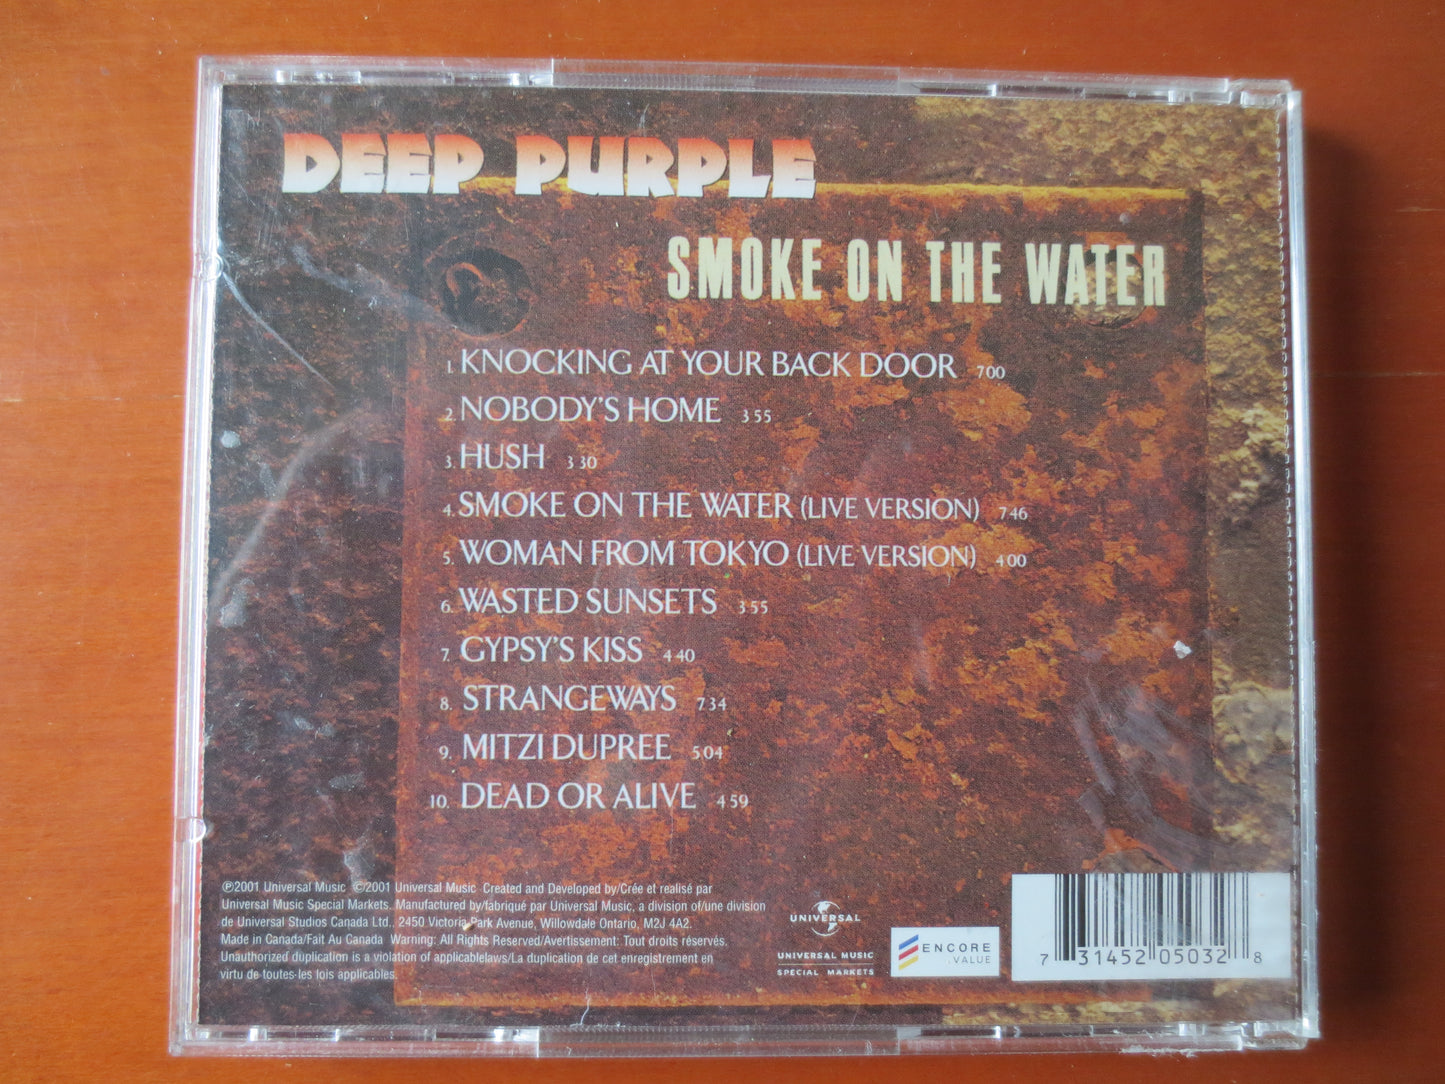 DEEP PURPLE
SMOKE ON THE WATER
1. KNOCKING AT YOUR BACK DOOR 7 00
2. NOBODY'S HOME 3 55
3. HUSH 3 30
4. SMOKE ON THE WATER (LIVE VERSION) 7 46
5. WOMAN FROM TOKYO (LIVE VERSION) 4 00
6. WASTED SUNSETS 3 55
7. GYPSY'S KISS 4 40
8. STRANGEWAYS 7 34
9. MITZI DUPREE 5 04
10. DEAD OR ALIVE 4 59
℗2001 Universal Music ©2001 Universal Music Created and Developed by/Crée et realisé par
Universal Music Special Markets. Manufactured by/fabriqué par Universal Music, a division of/une division
de Universal Studios Canada Ltd., 2450 Victoria Park Avenue, Willowdale Ontario, M2J 4A2.
Made in Canada/Fait Au Canada Warning: All Rights Reserved/Avertissement: Tout droits résérvés.
Unauthorized duplication is a violation of applicablelaws/La duplication de cet enregistrement en
virtu de toutes les lois applicables.
UNIVERSAL
UNIVERSAL MUSIC
SPECIAL MARKETS
ENCORE
VALUE
7 31452 05032 8